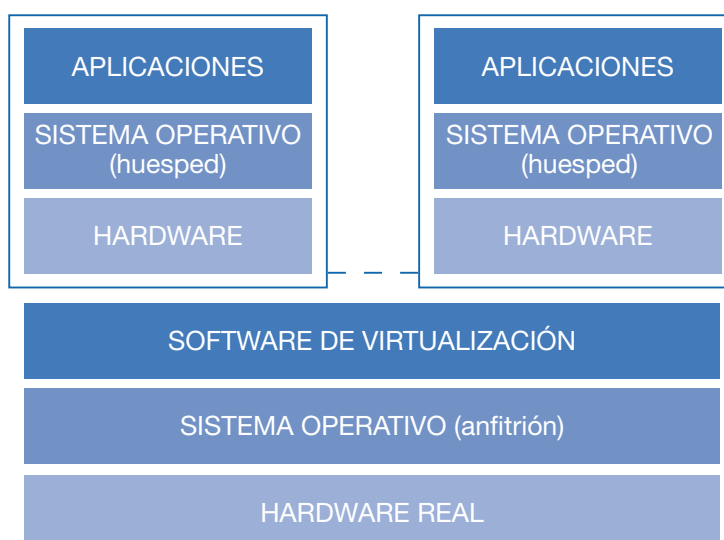 APLICACIONES
SISTEMA OPERATIVO
(huesped)
HARDWARE
APLICACIONES
SISTEMA OPERATIVO
(huesped)
HARDWARE
SOFTWARE DE VIRTUALIZACIÓN
SISTEMA OPERATIVO (anfitrión)
HARDWARE REAL